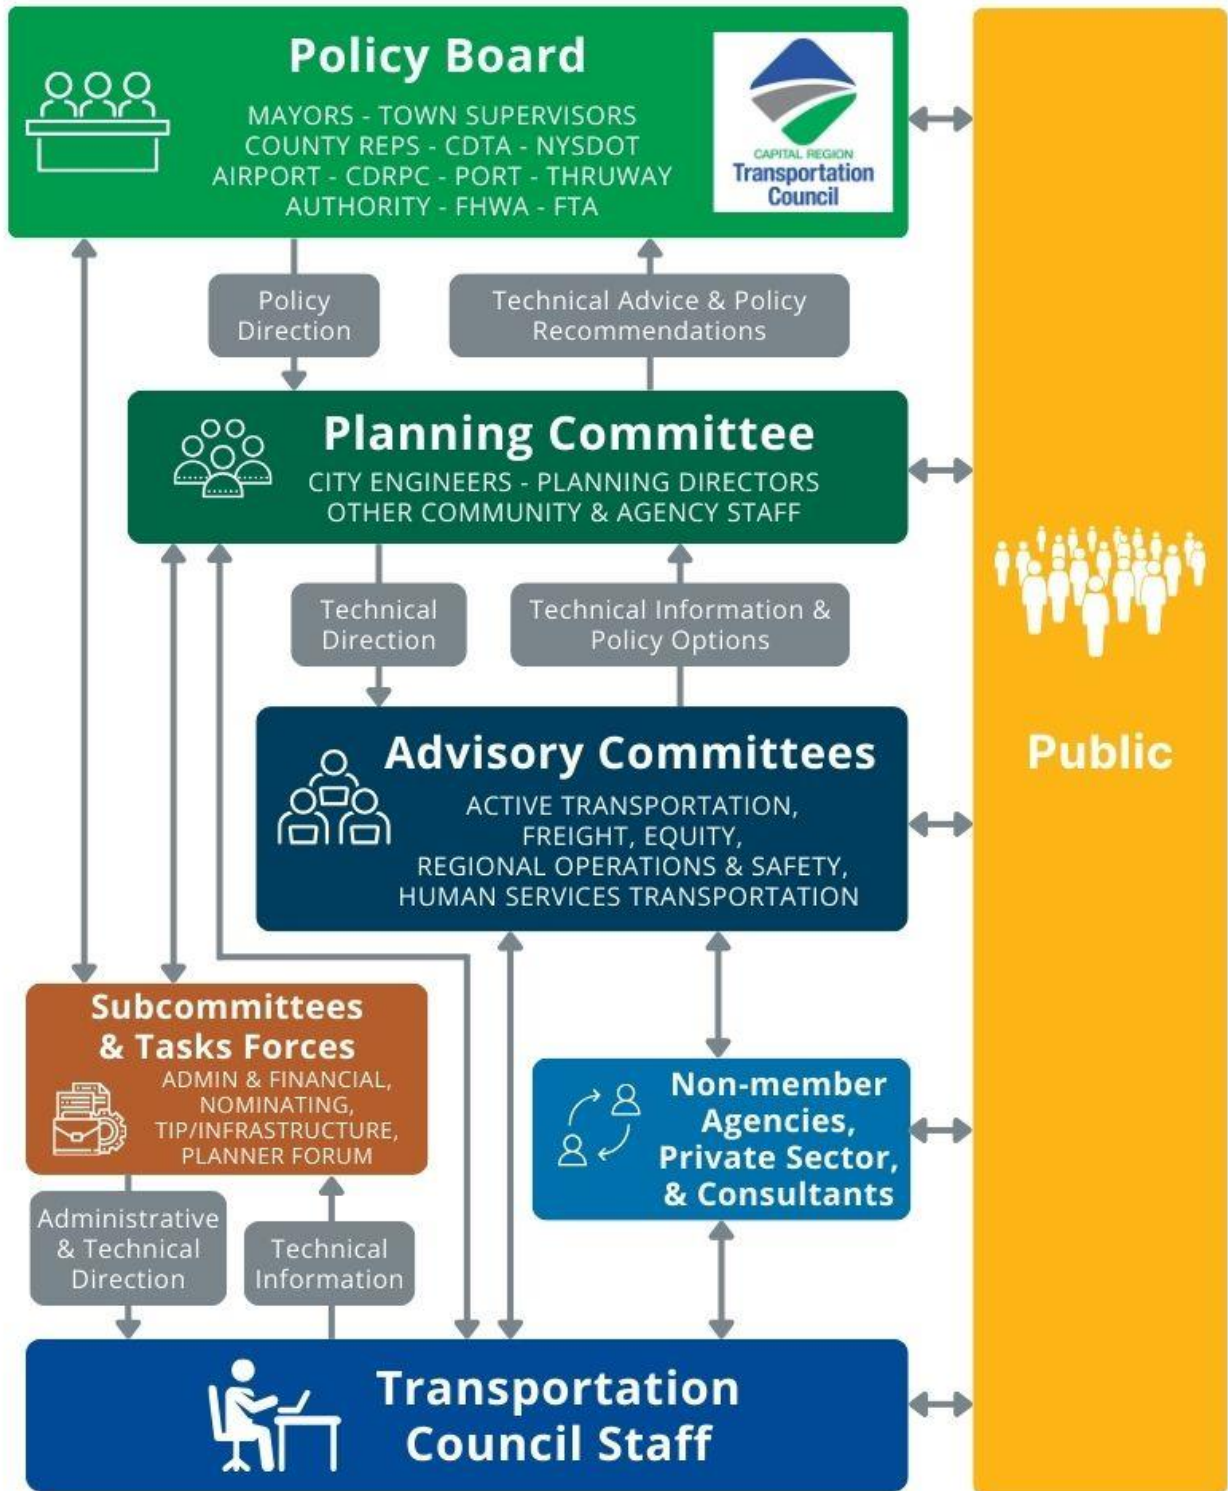 Policy Board
MAYORS - TOWN SUPERVISORS
COUNTY REPS - CDTA - NYSDOT
AIRPORT - CDRPC - PORT - THRUWAY
AUTHORITY - FHWA - FTA
CAPITAL REGION
Transportation
Council
Policy
Direction
Technical Advice & Policy
Recommendations
Planning Committee
CITY ENGINEERS - PLANNING DIRECTORS
OTHER COMMUNITY & AGENCY STAFF
Technical
Direction
Technical Information &
Policy Options
Advisory Committees
ACTIVE TRANSPORTATION,
FREIGHT, EQUITY,
REGIONAL OPERATIONS & SAFETY,
HUMAN SERVICES TRANSPORTATION
Public
Subcommittees
& Tasks Forces
ADMIN & FINANCIAL,
NOMINATING,
TIP/INFRASTRUCTURE,
PLANNER FORUM
Non-member
Agencies,
Private Sector,
& Consultants
Administrative
& Technical
Direction
Technical
Information
Transportation
Council Staff